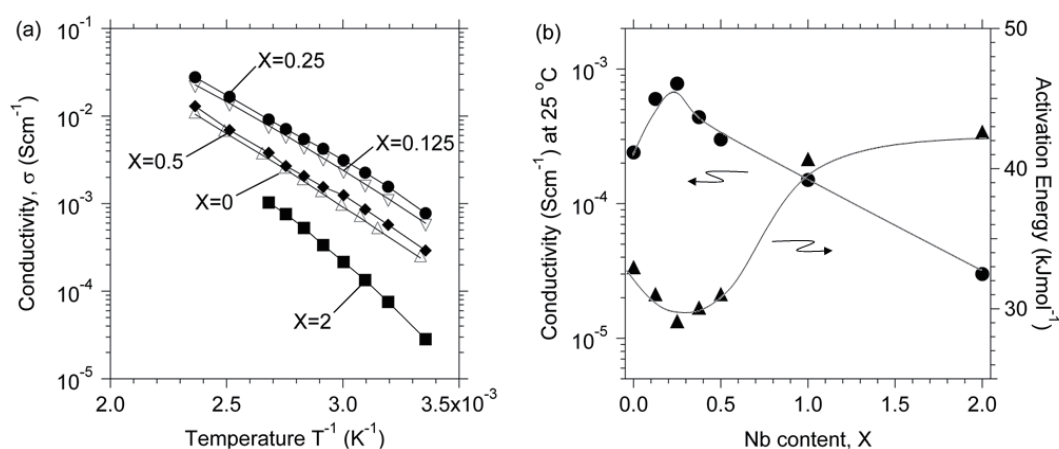 (a)
10⁻¹
10⁻²
10⁻³
10⁻⁴
10⁻⁵
Conductivity, σ (Scm⁻¹)
X=0.25
X=0.125
X=0.5
X=0
X=2
2.0
2.5
3.0
3.5x10⁻³
Temperature T⁻¹ (K⁻¹)
(b)
10⁻³
10⁻⁴
10⁻⁵
Conductivity (Scm⁻¹) at 25 °C
50
40
30
Activation Energy (kJmol⁻¹)
0.0
0.5
1.0
1.5
2.0
Nb content, X